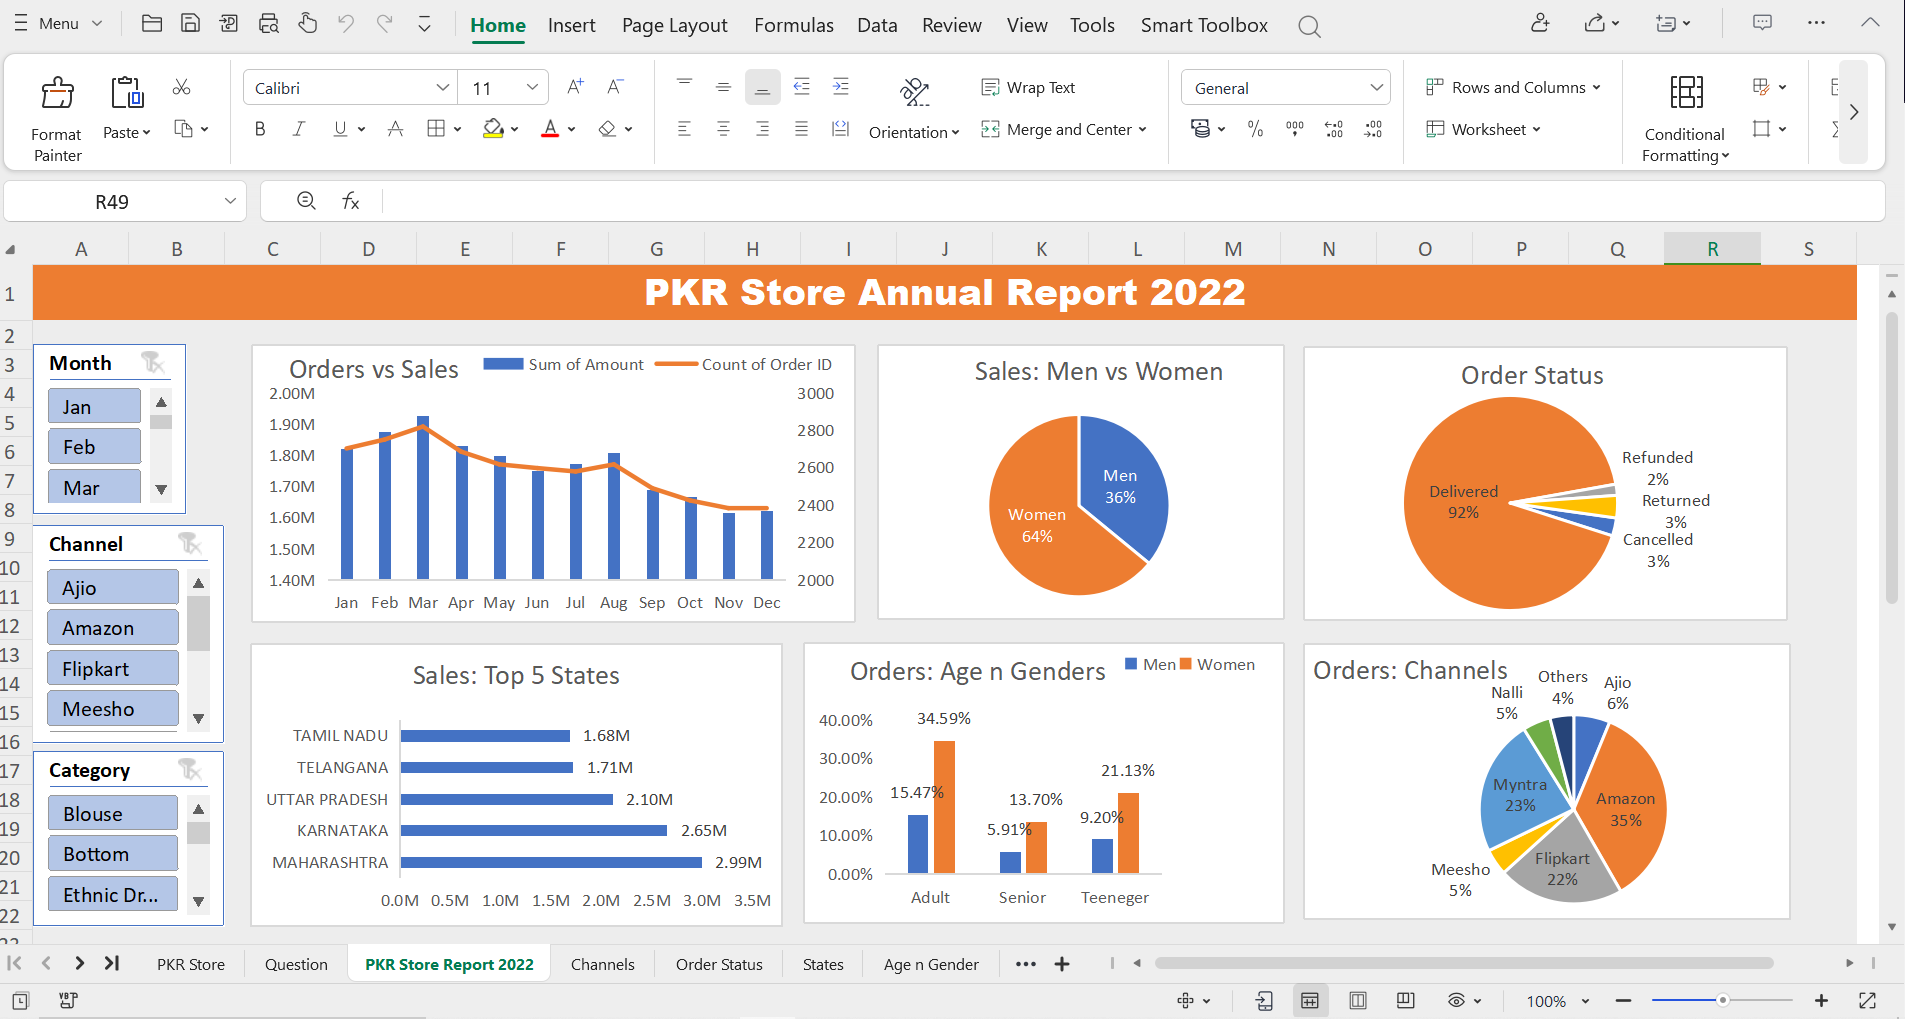 Menu
Home Insert Page Layout Formulas Data Review View Tools Smart Toolbox
Format Painter
Paste
Calibri 11 A+ A-
B I U A A
Orientation
Wrap Text
Merge and Center
General
% 000 .00 .00
Rows and Columns
Worksheet
Conditional Formatting
R49 fx
A B C D E F G H I J K L M N O P Q R S
1
2
3
4
5
6
7
8
9
10
11
12
13
14
15
16
17
18
19
20
21
22
23
PKR Store Annual Report 2022
Month
Jan
Feb
Mar
Channel
Ajio
Amazon
Flipkart
Meesho
Category
Blouse
Bottom
Ethnic Dr...
Orders vs Sales Sum of Amount Count of Order ID
2.00M 3000
1.90M 2800
1.80M 2600
1.70M 2400
1.60M 2200
1.50M 2000
1.40M
Jan Feb Mar Apr May Jun Jul Aug Sep Oct Nov Dec
Sales: Men vs Women
Men
36%
Women
64%
Order Status
Delivered
92%
Refunded
2%
Returned
3%
Cancelled
3%
Sales: Top 5 States
TAMIL NADU 1.68M
TELANGANA 1.71M
UTTAR PRADESH 2.10M
KARNATAKA 2.65M
MAHARASHTRA 2.99M
0.0M 0.5M 1.0M 1.5M 2.0M 2.5M 3.0M 3.5M
Orders: Age n Genders Men Women
40.00%
30.00%
20.00%
10.00%
0.00%
15.47% 34.59%
5.91% 13.70%
9.20% 21.13%
Adult Senior Teeneger
Orders: Channels
Nalli
5%
Others
4%
Ajio
6%
Myntra
23%
Amazon
35%
Meesho
5%
Flipkart
22%
PKR Store Question PKR Store Report 2022 Channels Order Status States Age n Gender
100%